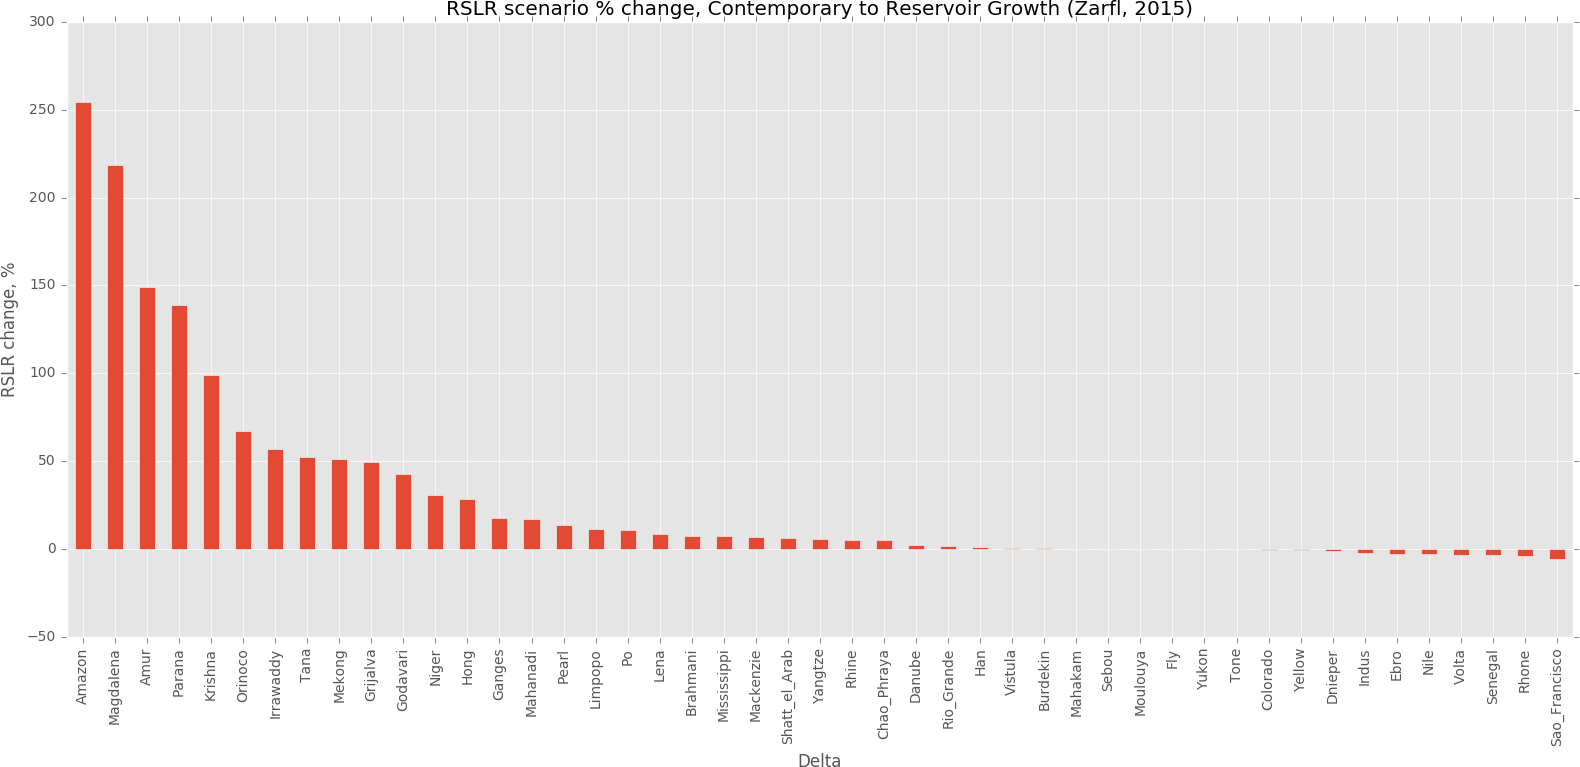 RSLR scenario % change, Contemporary to Reservoir Growth (Zarfl, 2015)
RSLR change, %
300
250
200
150
100
50
0
−50
Amazon
Magdalena
Amur
Parana
Krishna
Orinoco
Irrawaddy
Tana
Mekong
Grijalva
Godavari
Niger
Hong
Ganges
Mahanadi
Pearl
Limpopo
Po
Lena
Brahmani
Mississippi
Mackenzie
Shatt_el_Arab
Yangtze
Rhine
Chao_Phraya
Danube
Rio_Grande
Han
Vistula
Burdekin
Mahakam
Sebou
Moulouya
Fly
Yukon
Tone
Colorado
Yellow
Dnieper
Indus
Ebro
Nile
Volta
Senegal
Rhone
Sao_Francisco
Delta